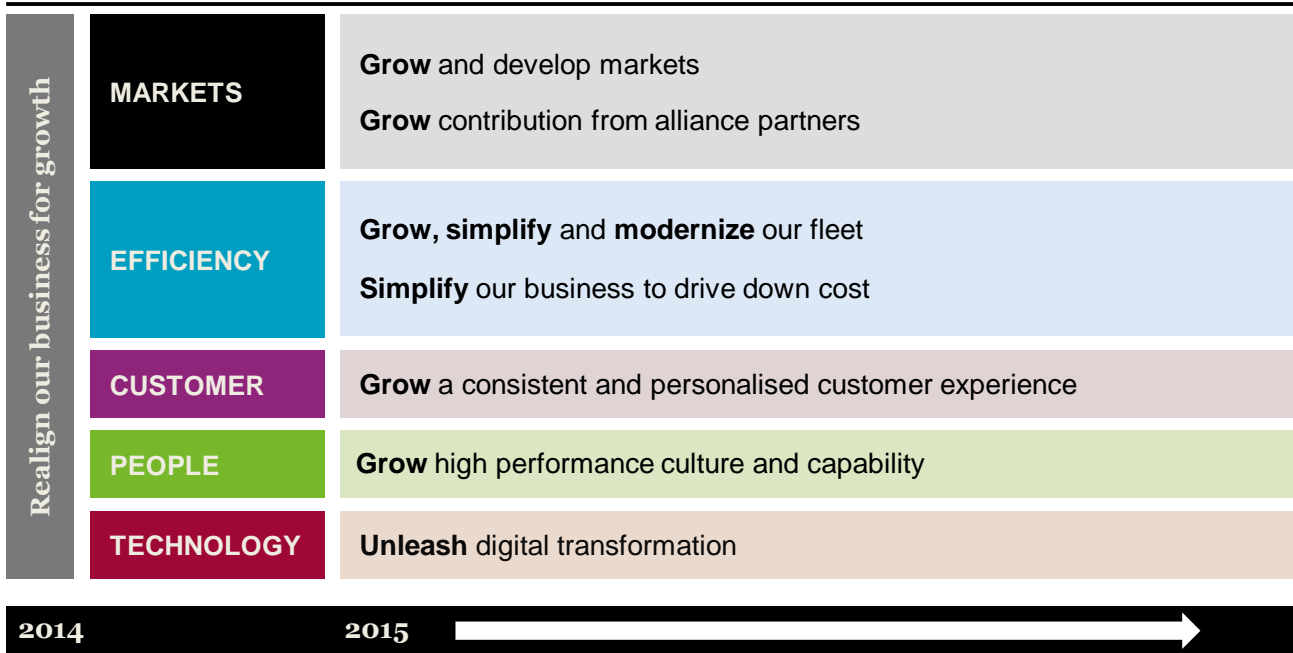 Realign our business for growth
MARKETS
Grow and develop markets
Grow contribution from alliance partners
EFFICIENCY
Grow, simplify and modernize our fleet
Simplify our business to drive down cost
CUSTOMER
Grow a consistent and personalised customer experience
PEOPLE
Grow high performance culture and capability
TECHNOLOGY
Unleash digital transformation
2014 2015